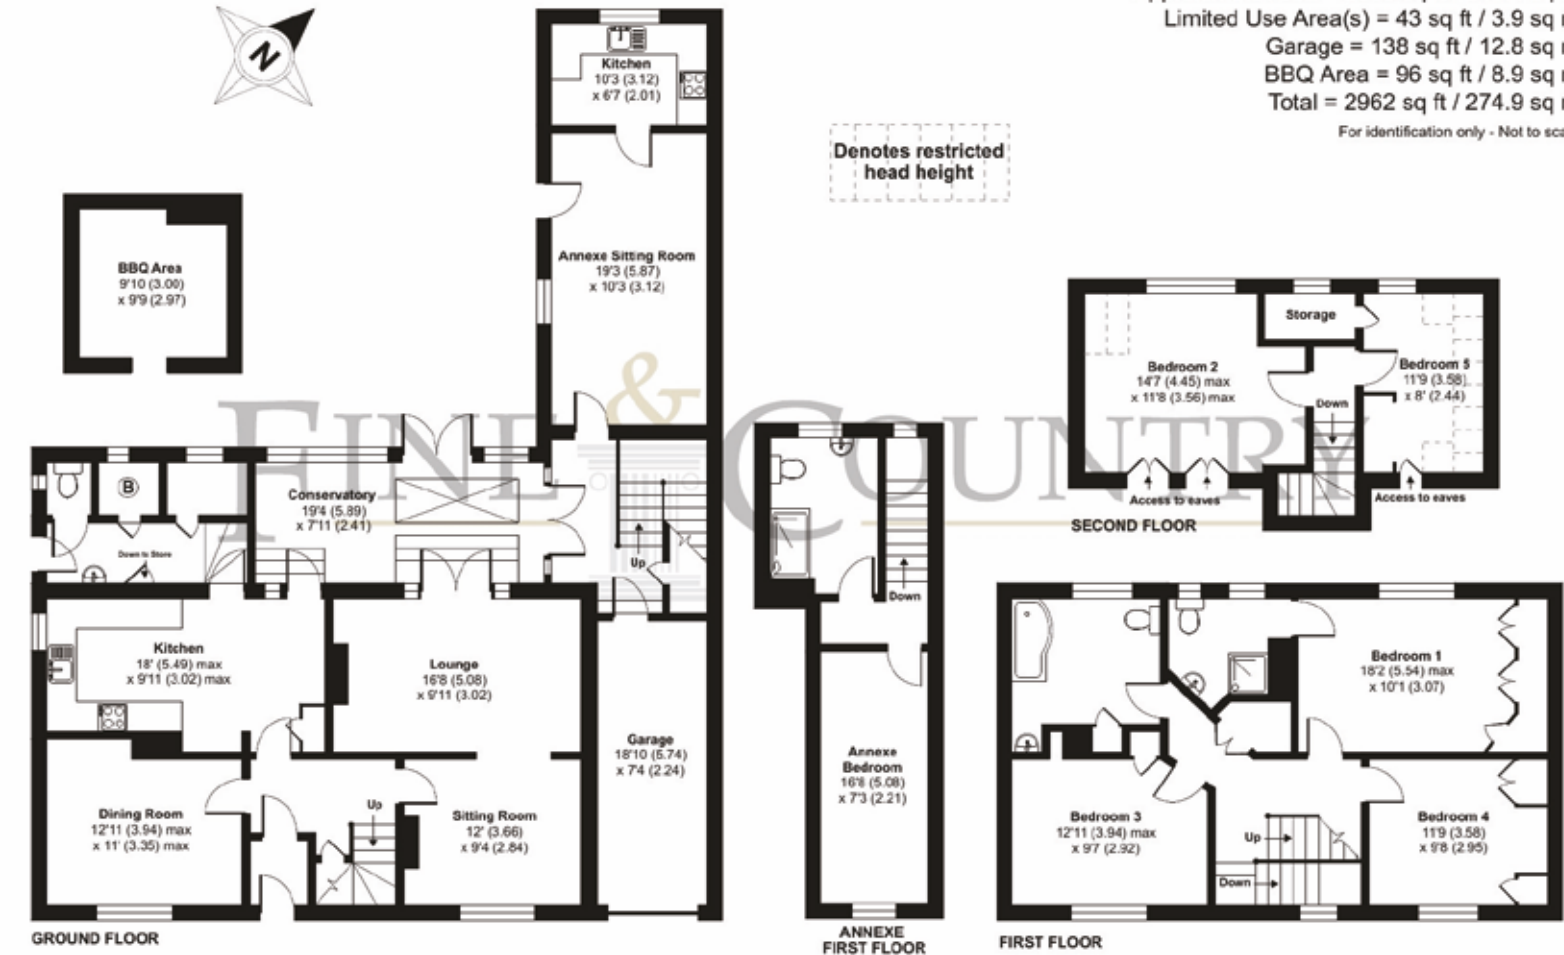 Limited Use Area(s) = 43 sq ft / 3.9 sq
Garage = 138 sq ft / 12.8 sq
BBQ Area = 96 sq ft / 8.9 sq
Total = 2962 sq ft / 274.9 sq
For identification only - Not to
N
Denotes restricted
head height
Kitchen
10'3 (3.12)
x 6'7 (2.01)
BBQ Area
9'10 (3.00)
x 9'9 (2.97)
Annexe Sitting Room
19'3 (5.87)
x 10'3 (3.12)
FINE & COUNTRY
B
Conservatory
19'4 (5.89)
x 7'11 (2.41)
Down to Store
Up
Kitchen
18' (5.49) max
x 9'11 (3.02) max
Lounge
16'8 (5.08)
x 9'11 (3.02)
Garage
18'10 (5.74)
x 7'4 (2.24)
Dining Room
12'11 (3.94) max
x 11' (3.35) max
Up
Sitting Room
12' (3.66)
x 9'4 (2.84)
GROUND FLOOR
Down
Annexe
Bedroom
16'8 (5.08)
x 7'3 (2.21)
ANNEXE
FIRST FLOOR
Storage
Bedroom 2
14'7 (4.45) max
x 11'8 (3.56) max
Bedroom 5
11'9 (3.58)
x 8' (2.44)
Down
Access to eaves
Access to eaves
SECOND FLOOR
Bedroom 1
18'2 (5.54) max
x 10'1 (3.07)
Bedroom 3
12'11 (3.94) max
x 9'7 (2.92)
Up
Down
Bedroom 4
11'9 (3.58)
x 9'8 (2.95)
FIRST FLOOR